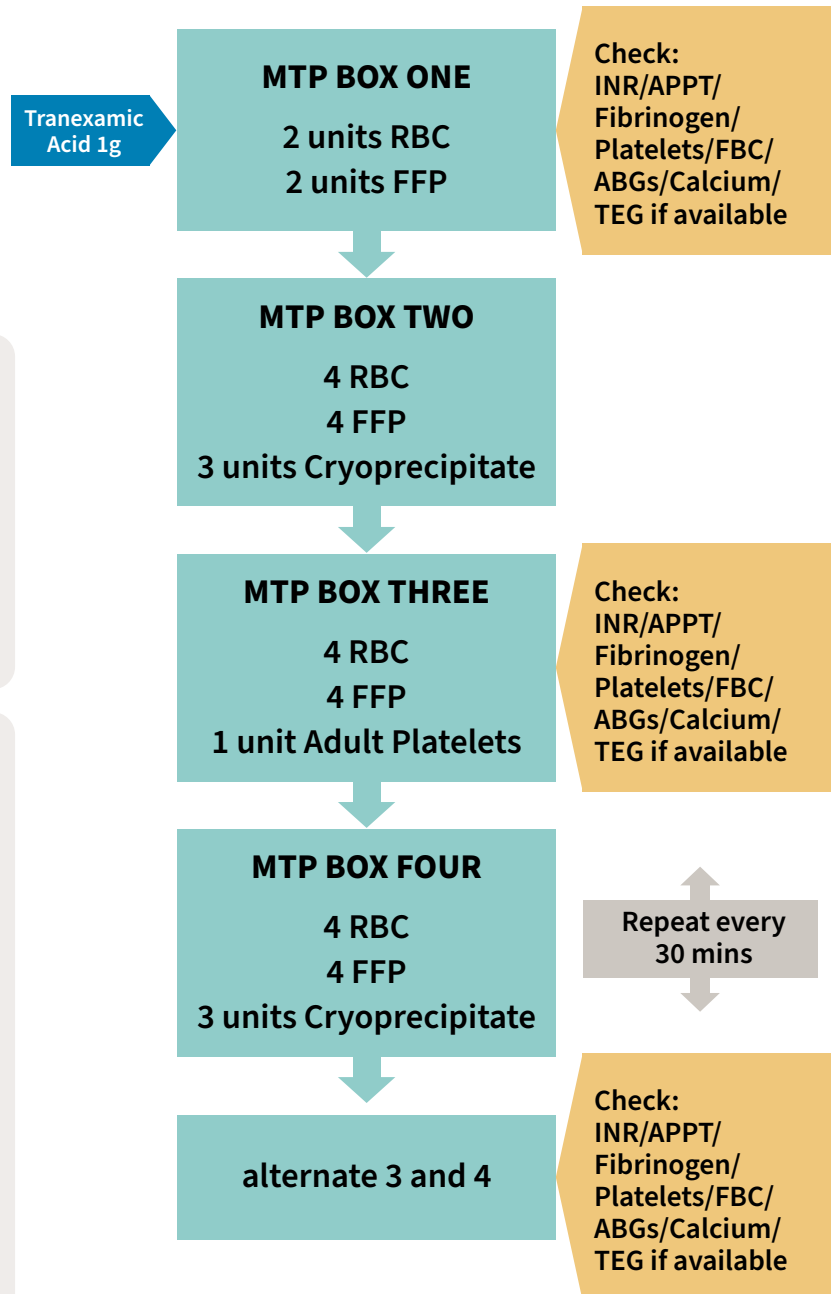 Tranexamic
Acid 1g
MTP BOX ONE
2 units RBC
2 units FFP
Check:
INR/APPT/
Fibrinogen/
Platelets/FBC/
ABGs/Calcium/
TEG if available
MTP BOX TWO
4 RBC
4 FFP
3 units Cryoprecipitate
MTP BOX THREE
4 RBC
4 FFP
1 unit Adult Platelets
Check:
INR/APPT/
Fibrinogen/
Platelets/FBC/
ABGs/Calcium/
TEG if available
MTP BOX FOUR
4 RBC
4 FFP
3 units Cryoprecipitate
Repeat every
30 mins
alternate 3 and 4
Check:
INR/APPT/
Fibrinogen/
Platelets/FBC/
ABGs/Calcium/
TEG if available